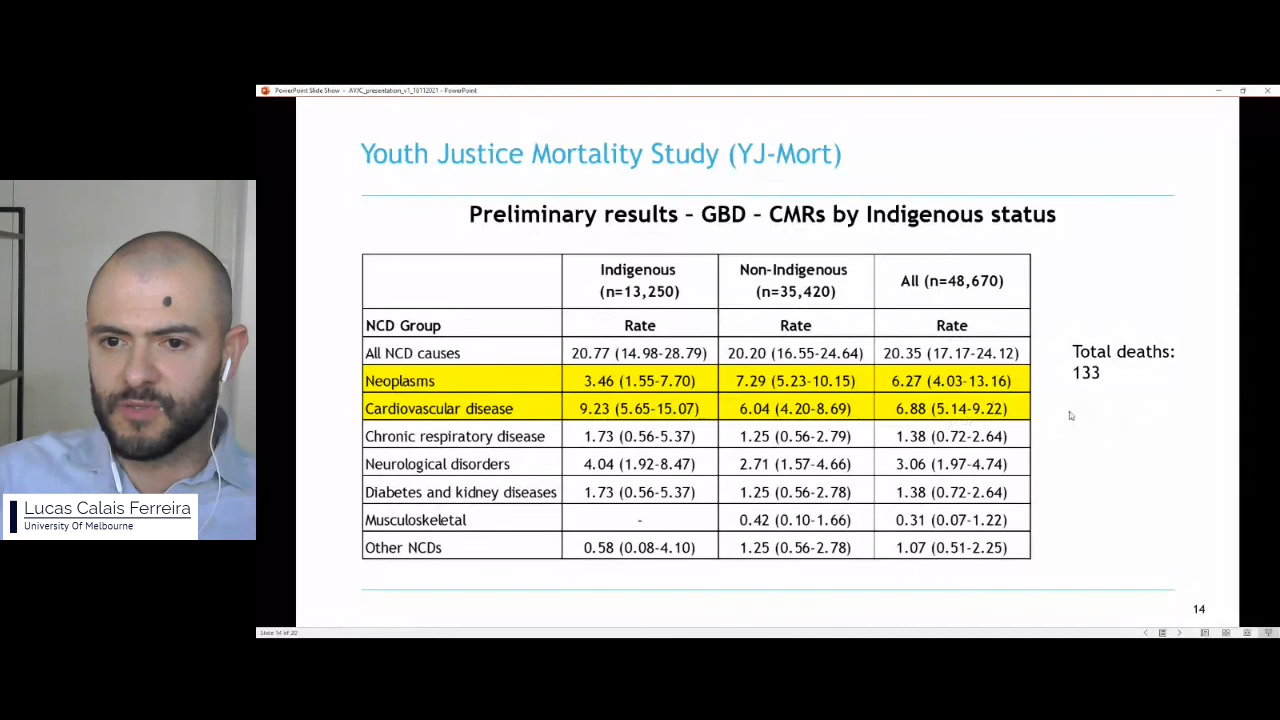 PowerPoint Slide Show - AYJC_presentation_v1_16112021 - PowerPoint
Youth Justice Mortality Study (YJ-Mort)
Preliminary results – GBD – CMRs by Indigenous status
Indigenous (n=13,250) Non-Indigenous (n=35,420) All (n=48,670)
NCD Group Rate Rate Rate
All NCD causes 20.77 (14.98-28.79) 20.20 (16.55-24.64) 20.35 (17.17-24.12)
Neoplasms 3.46 (1.55-7.70) 7.29 (5.23-10.15) 6.27 (4.03-13.16)
Cardiovascular disease 9.23 (5.65-15.07) 6.04 (4.20-8.69) 6.88 (5.14-9.22)
Chronic respiratory disease 1.73 (0.56-5.37) 1.25 (0.56-2.79) 1.38 (0.72-2.64)
Neurological disorders 4.04 (1.92-8.47) 2.71 (1.57-4.66) 3.06 (1.97-4.74)
Diabetes and kidney diseases 1.73 (0.56-5.37) 1.25 (0.56-2.78) 1.38 (0.72-2.64)
Musculoskeletal - 0.42 (0.10-1.66) 0.31 (0.07-1.22)
Other NCDs 0.58 (0.08-4.10) 1.25 (0.56-2.78) 1.07 (0.51-2.25)
Total deaths:
133
14
Slide 14 of 20
Lucas Calais Ferreira
University Of Melbourne